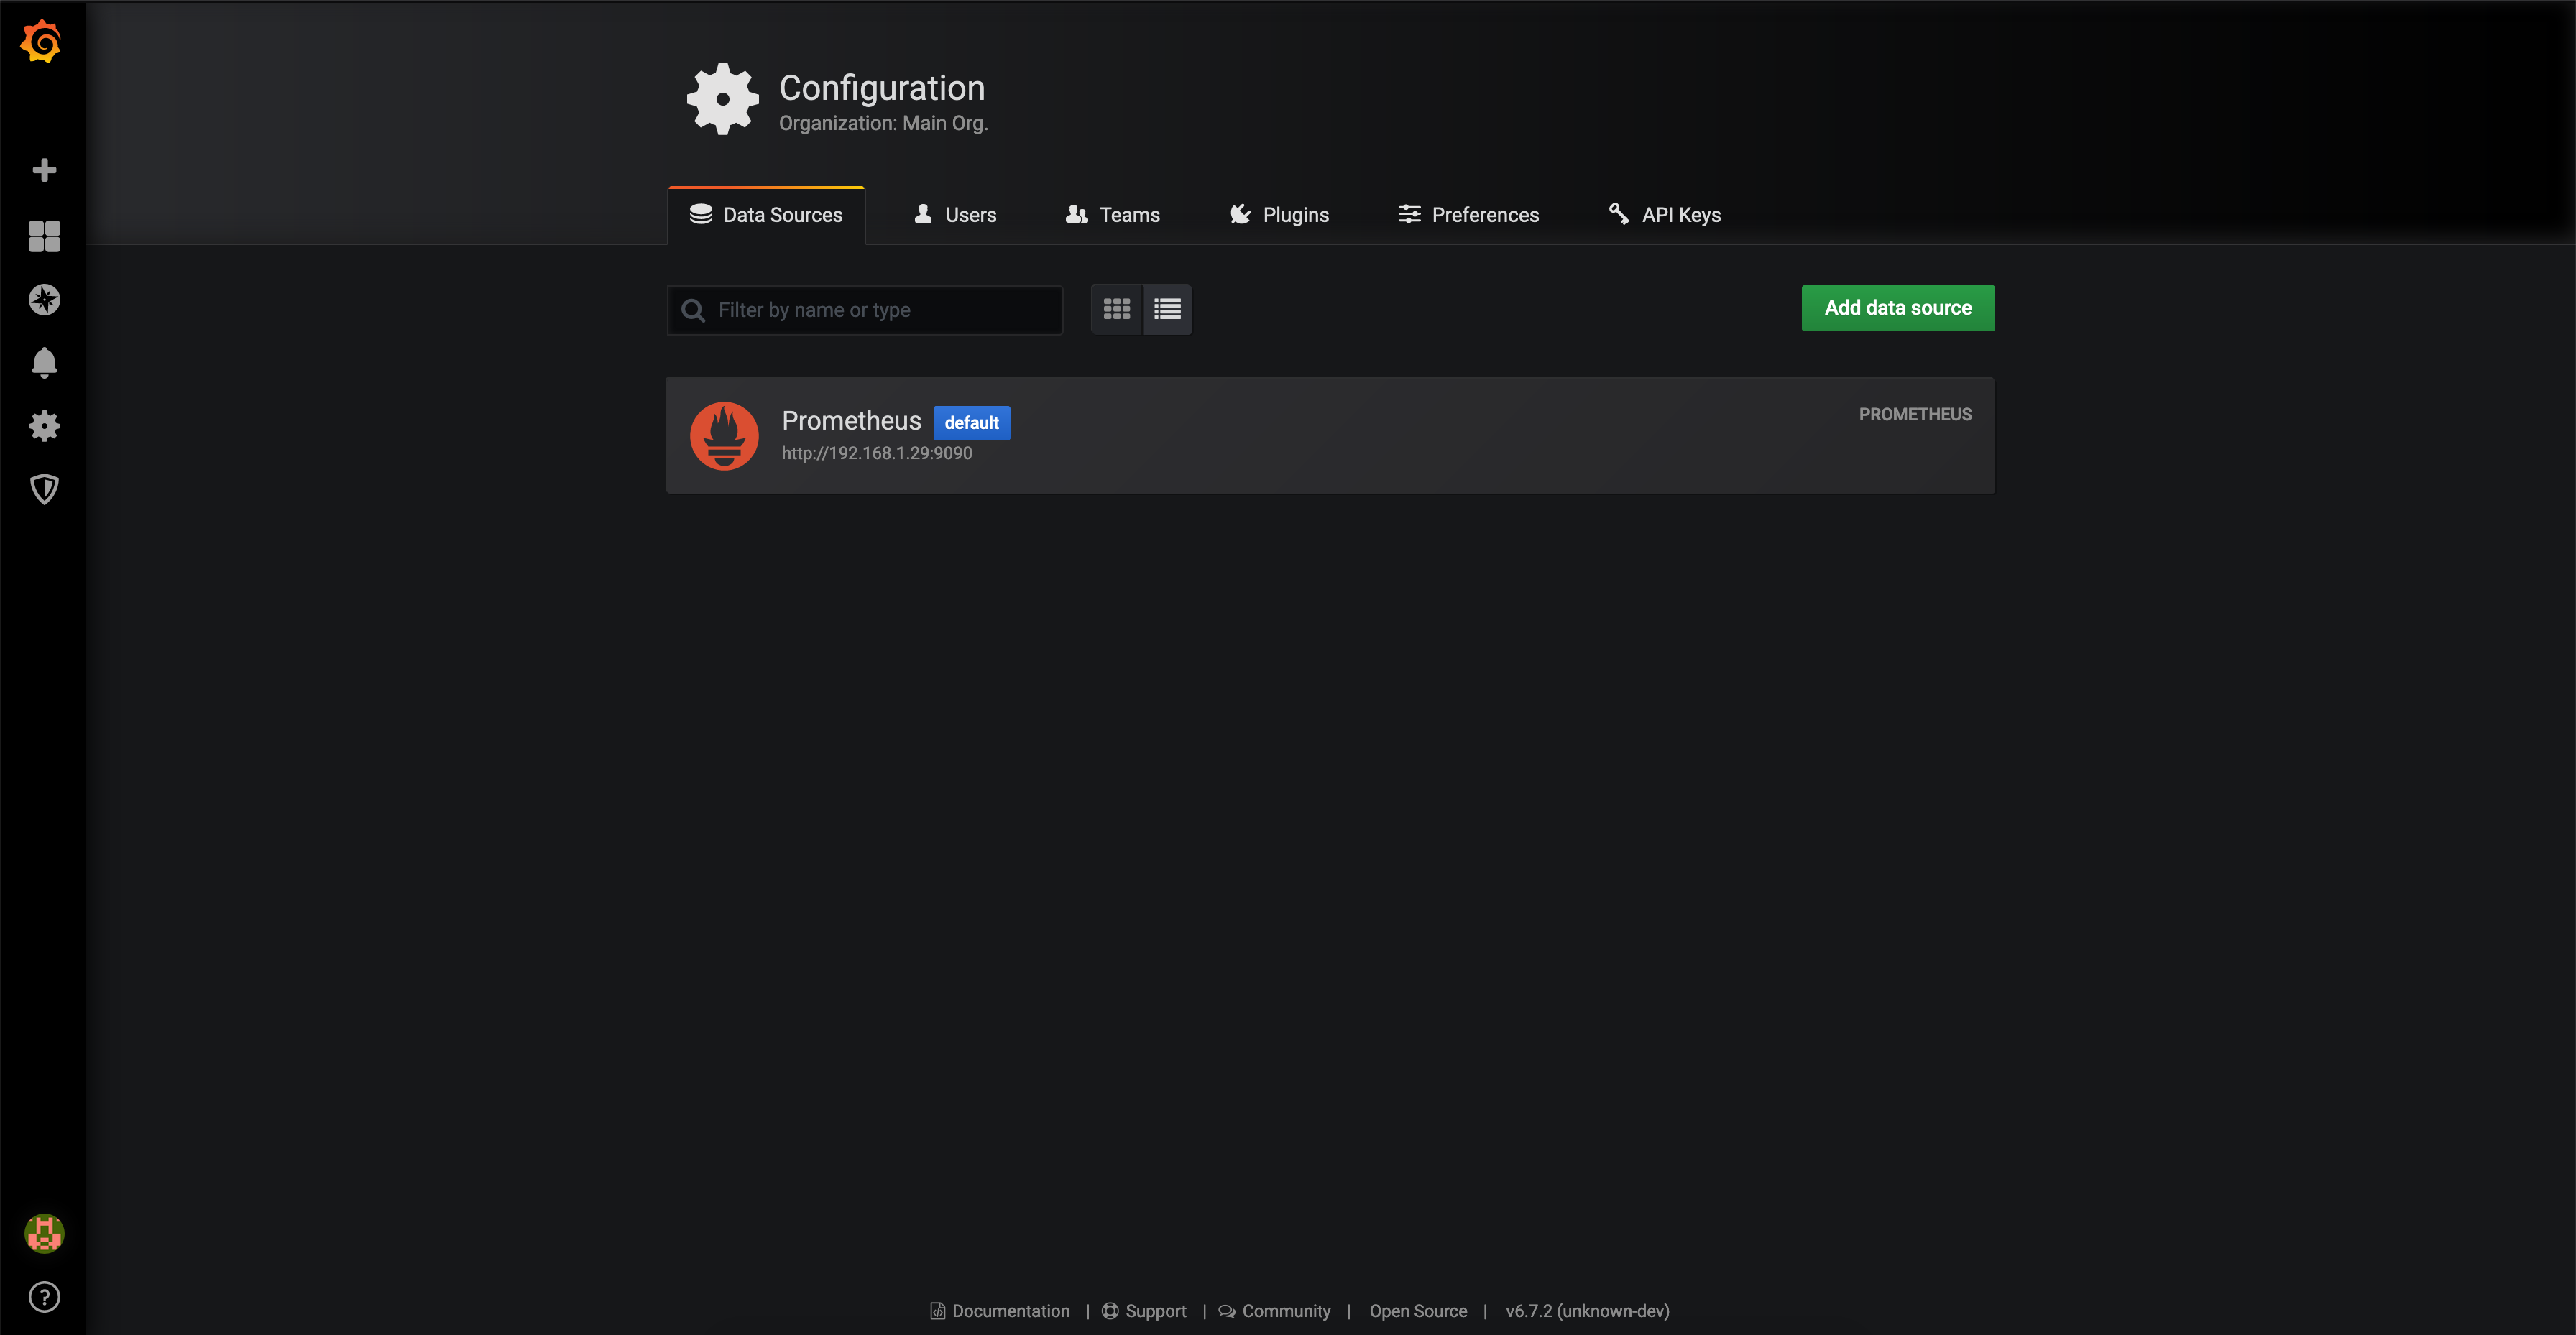 Configuration
Organization: Main Org.
Data Sources Users Teams Plugins Preferences API Keys
Filter by name or type Add data source
Prometheus default PROMETHEUS
http://192.168.1.29:9090
?
Documentation | Support | Community | Open Source | v6.7.2 (unknown-dev)